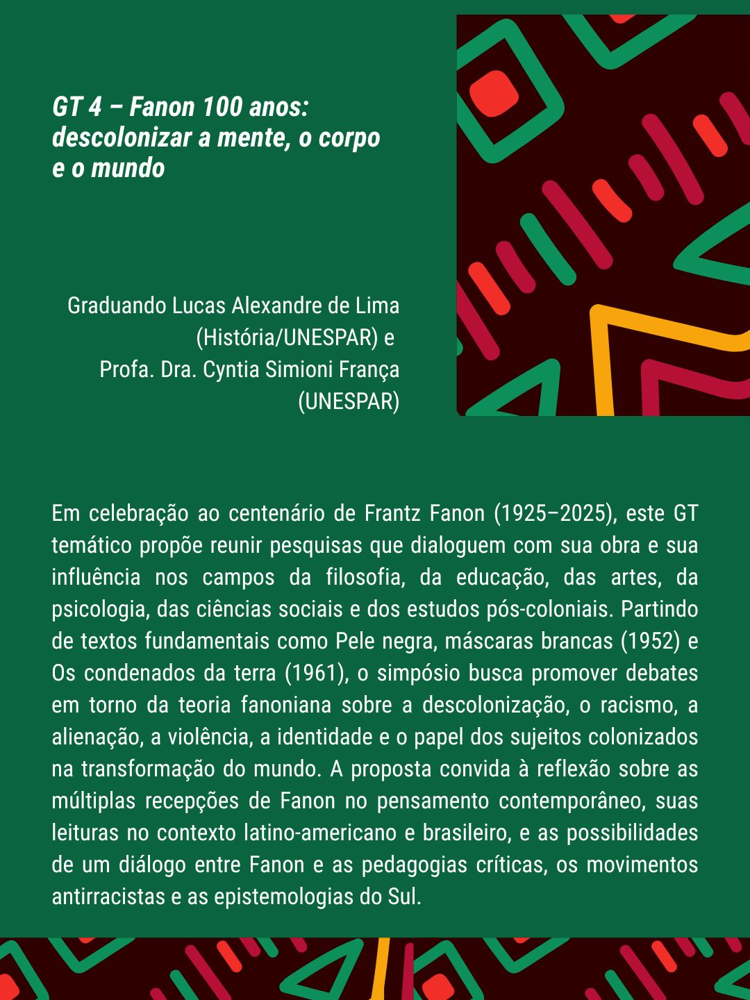 GT 4 – Fanon 100 anos:
descolonizar a mente, o corpo
e o mundo
Graduando Lucas Alexandre de Lima
(História/UNESPAR) e
Profa. Dra. Cyntia Simioni França
(UNESPAR)
Em celebração ao centenário de Frantz Fanon (1925–2025), este GT
temático propõe reunir pesquisas que dialoguem com sua obra e sua
influência nos campos da filosofia, da educação, das artes, da
psicologia, das ciências sociais e dos estudos pós-coloniais. Partindo
de textos fundamentais como Pele negra, máscaras brancas (1952) e
Os condenados da terra (1961), o simpósio busca promover debates
em torno da teoria fanoniana sobre a descolonização, o racismo, a
alienação, a violência, a identidade e o papel dos sujeitos colonizados
na transformação do mundo. A proposta convida à reflexão sobre as
múltiplas recepções de Fanon no pensamento contemporâneo, suas
leituras no contexto latino-americano e brasileiro, e as possibilidades
de um diálogo entre Fanon e as pedagogias críticas, os movimentos
antirracistas e as epistemologias do Sul.